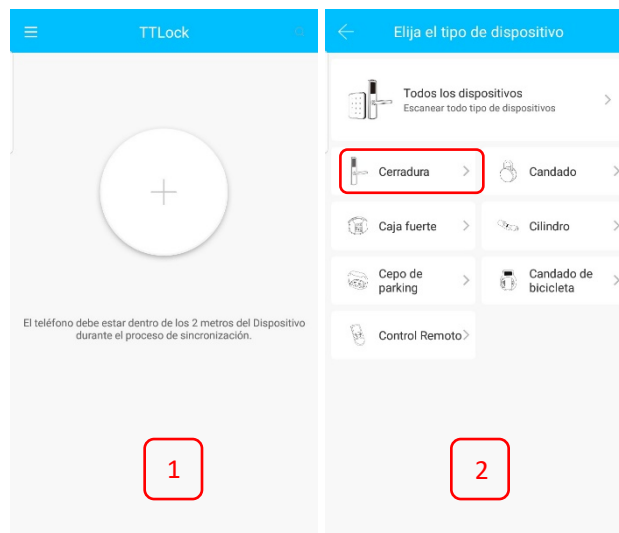 TTLock
El teléfono debe estar dentro de los 2 metros del Dispositivo
durante el proceso de sincronización.
1
Elija el tipo de dispositivo
Todos los dispositivos
Escanear todo tipo de dispositivos
Cerradura
Candado
Caja fuerte
Cilindro
Cepo de
parking
Candado de
bicicleta
Control Remoto
2